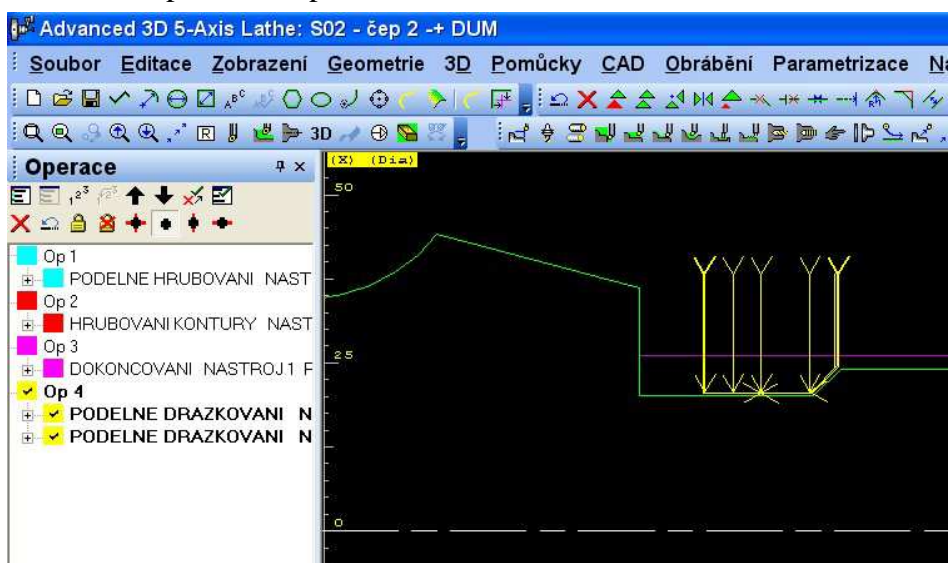 Advanced 3D 5-Axis Lathe: S02 - čep 2 -+ DUM
Soubor Editace Zobrazení Geometrie 3D Pomůcky CAD Obrábění Parametrizace
R 3D
Operace
(X) (Dia)
50
Op 1
PODELNE HRUBOVANI NAST
Op 2
HRUBOVANI KONTURY NAST
Op 3
25
DOKONCOVANI NASTROJ1 F
Op 4
PODELNE DRAZKOVANI N
PODELNE DRAZKOVANI N
0